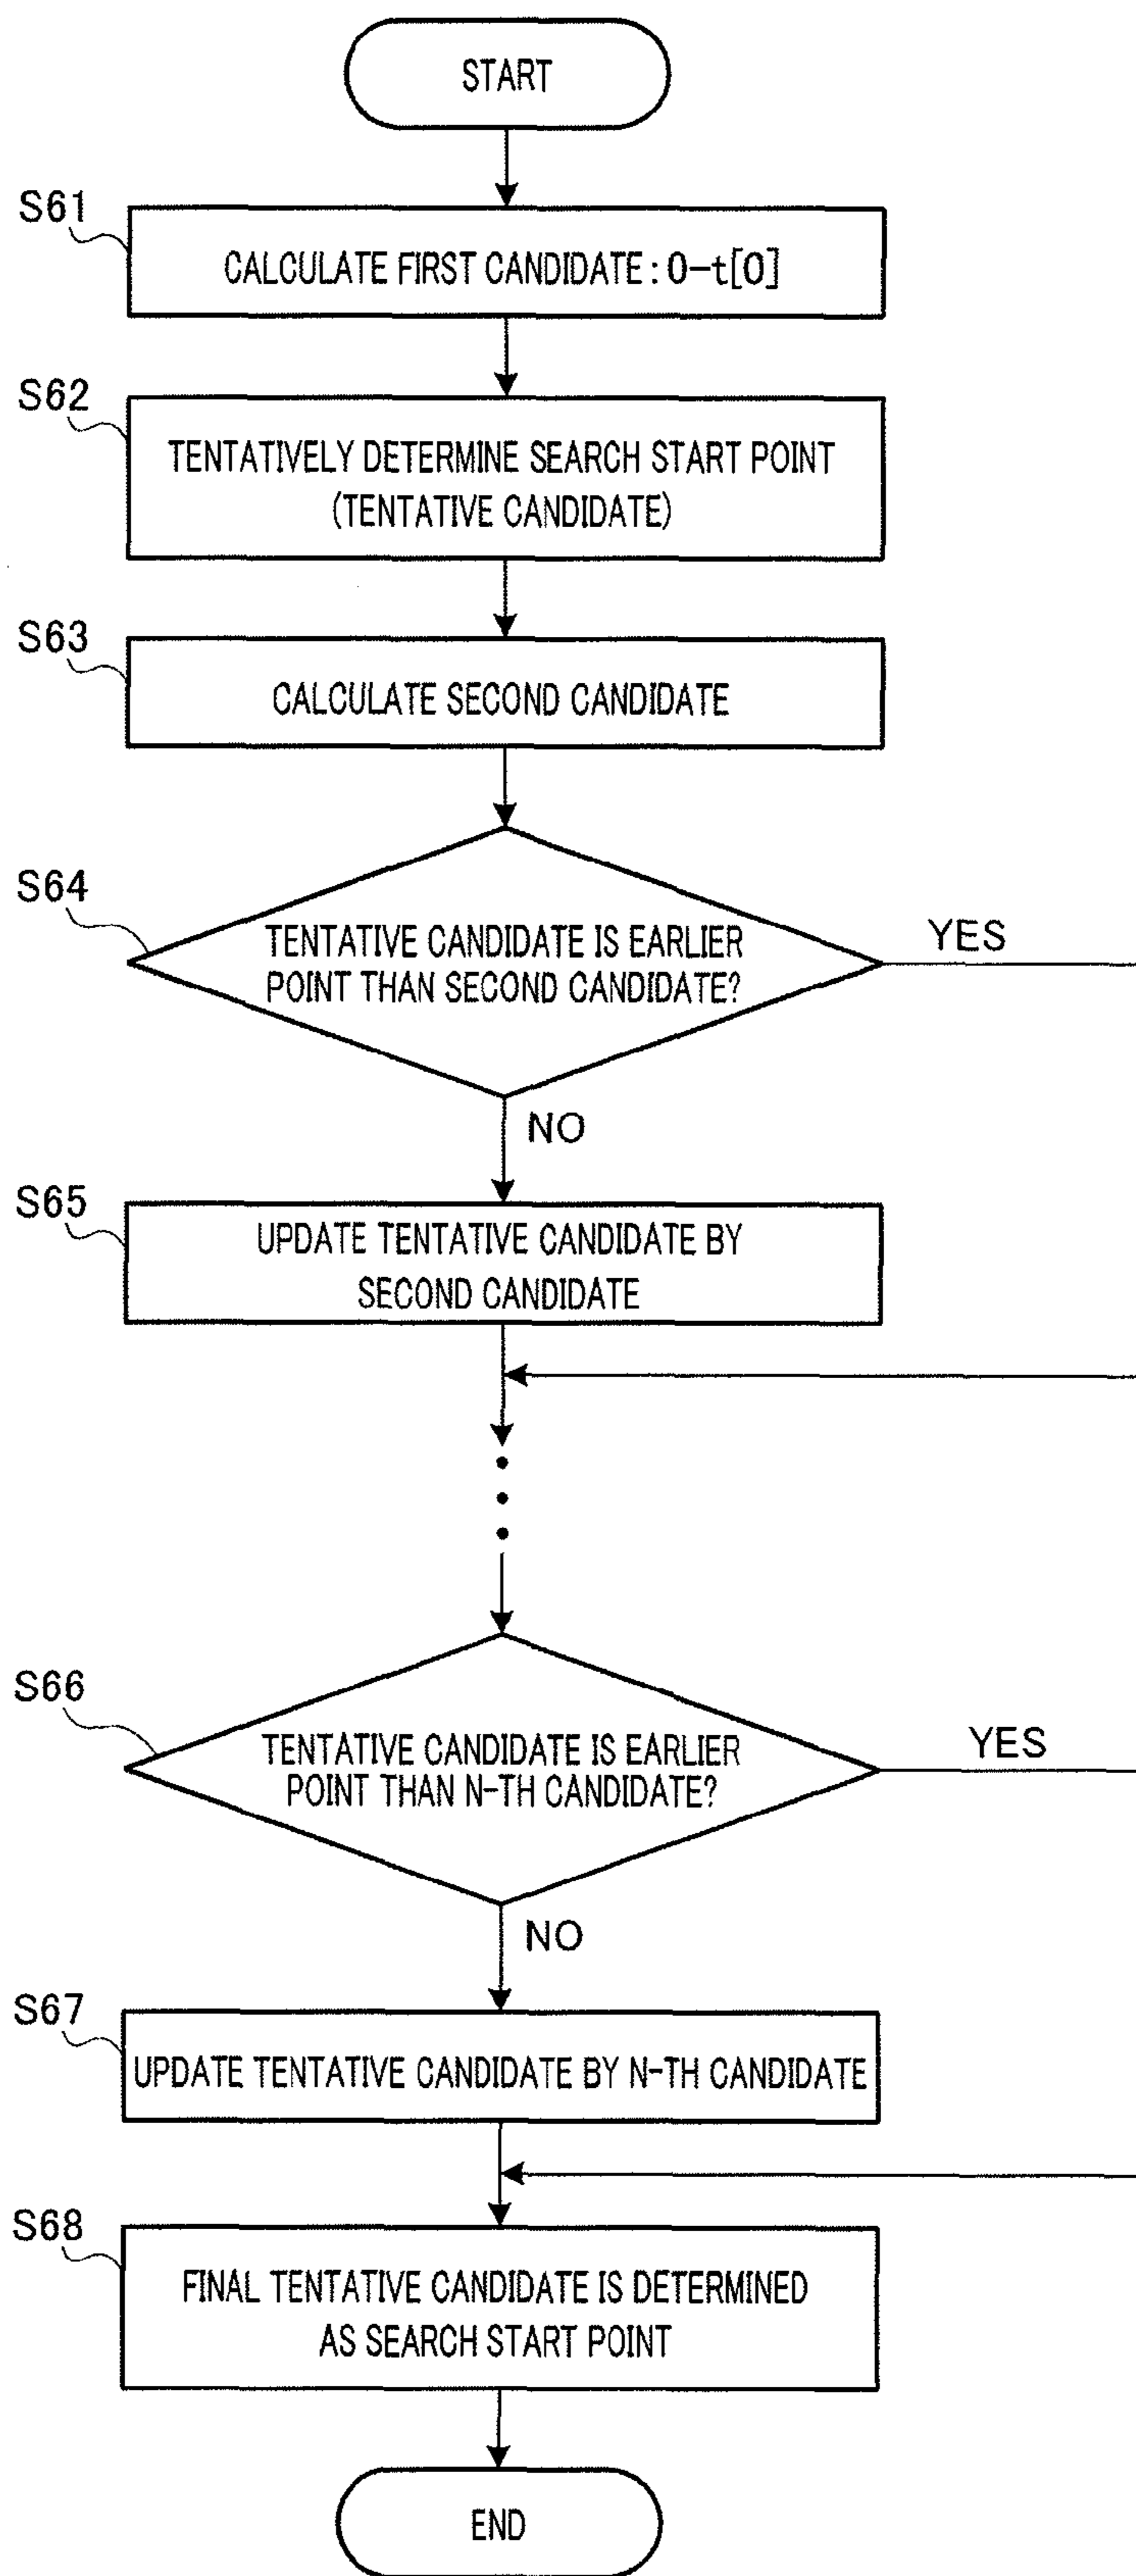 START
S61
CALCULATE FIRST CANDIDATE : 0-t[0]
S62
TENTATIVELY DETERMINE SEARCH START POINT
(TENTATIVE CANDIDATE)
S63
CALCULATE SECOND CANDIDATE
S64
TENTATIVE CANDIDATE IS EARLIER
POINT THAN SECOND CANDIDATE?
YES
NO
S65
UPDATE TENTATIVE CANDIDATE BY
SECOND CANDIDATE
S66
TENTATIVE CANDIDATE IS EARLIER
POINT THAN N-TH CANDIDATE?
YES
NO
S67
UPDATE TENTATIVE CANDIDATE BY N-TH CANDIDATE
S68
FINAL TENTATIVE CANDIDATE IS DETERMINED
AS SEARCH START POINT
END